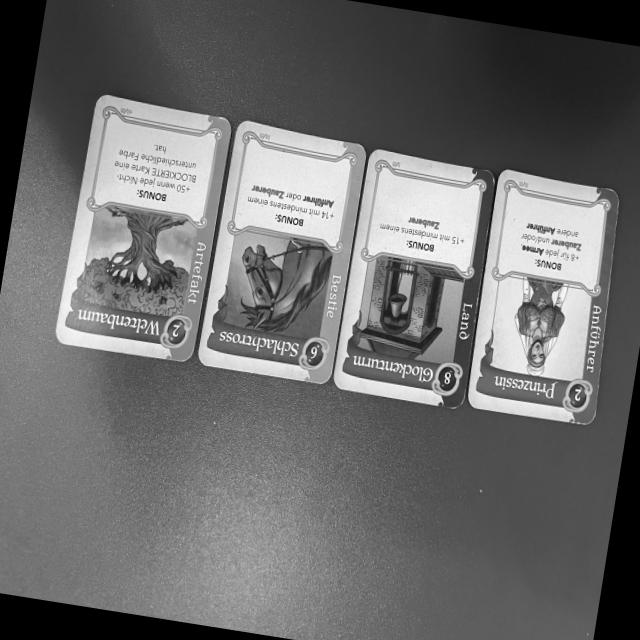 2
Prinzessin
Anführer
BONUS:
+8 für jede Armee
Zauberer und/oder
andere Anführer
8
Glockenturm
Land
BONUS:
+15 mit mindestens einem
Zauberer
6
Schlachtross
Bestie
BONUS:
+14 mit mindestens einem
Anführer oder Zauberer
2
Weltenbaum
Artefakt
BONUS:
+50 wenn jede Nicht-
BLOCKIERTE Karte eine
unterschiedliche Farbe
hat.